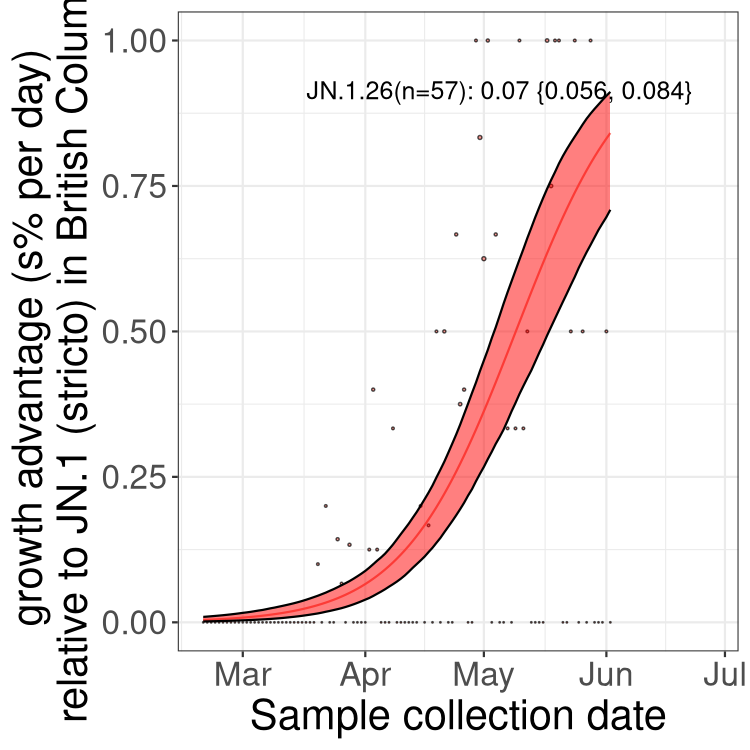 growth advantage (s% per day)
relative to JN.1 (stricto) in British Colum
1.00
0.75
0.50
0.25
0.00
JN.1.26(n=57): 0.07 {0.056, 0.084}
Mar Apr May Jun Jul
Sample collection date